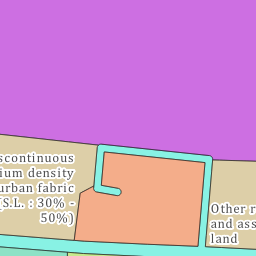 scontinuous
ium density
urban fabric
(S.L. : 30% -
50%)
Other r
and ass
land